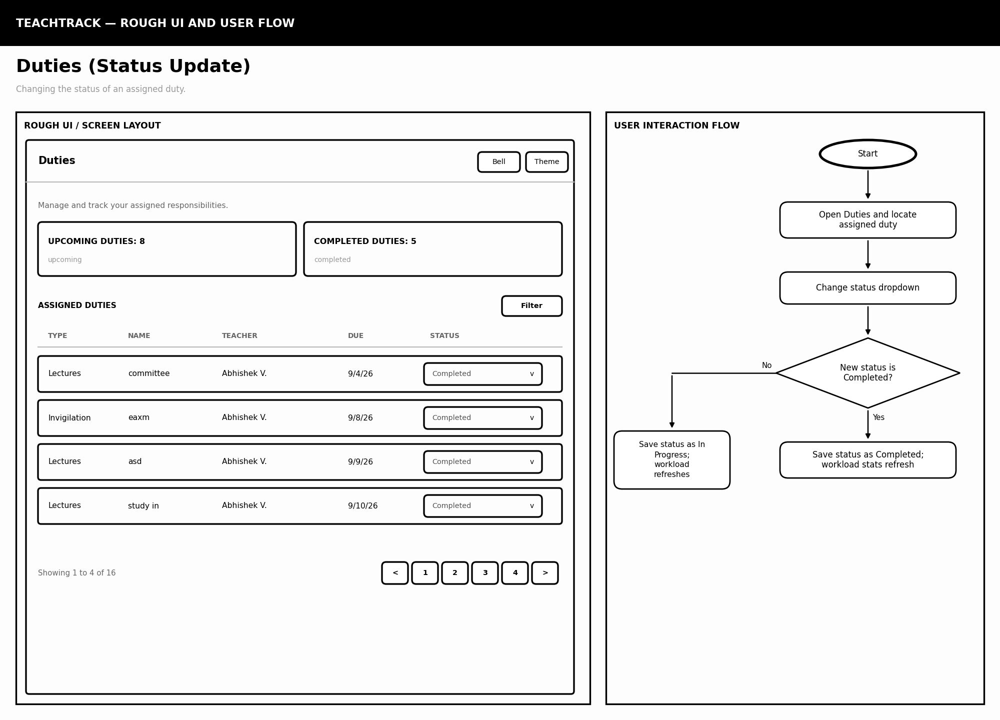 TEACHTRACK — ROUGH UI AND USER FLOW
Duties (Status Update)
Changing the status of an assigned duty.
ROUGH UI / SCREEN LAYOUT
Duties
Bell
Theme
Manage and track your assigned responsibilities.
UPCOMING DUTIES: 8
upcoming
COMPLETED DUTIES: 5
completed
ASSIGNED DUTIES
Filter
TYPE NAME TEACHER DUE STATUS
Lectures committee Abhishek V. 9/4/26 Completed v
Invigilation eaxm Abhishek V. 9/8/26 Completed v
Lectures asd Abhishek V. 9/9/26 Completed v
Lectures study in Abhishek V. 9/10/26 Completed v
Showing 1 to 4 of 16
< 1 2 3 4 >
USER INTERACTION FLOW
Start
Open Duties and locate
assigned duty
Change status dropdown
New status is
Completed?
No
Yes
Save status as In
Progress;
workload
refreshes
Save status as Completed;
workload stats refresh